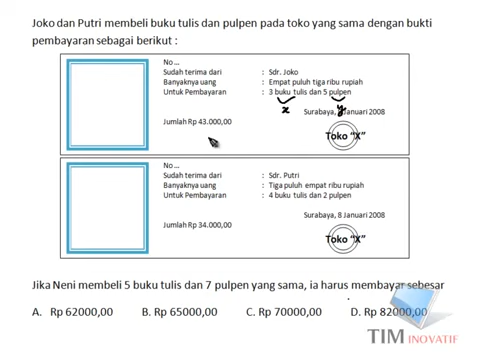 Joko dan Putri membeli buku tulis dan pulpen pada toko yang sama dengan bukti
pembayaran sebagai berikut :
No ...
Sudah terima dari : Sdr. Joko
Banyaknya uang : Empat puluh tiga ribu rupiah
Untuk Pembayaran : 3 buku tulis dan 5 pulpen
x y
Surabaya, Januari 2008
Jumlah Rp 43.000,00
Toko "X"
No ...
Sudah terima dari : Sdr. Putri
Banyaknya uang : Tiga puluh empat ribu rupiah
Untuk Pembayaran : 4 buku tulis dan 2 pulpen
Surabaya, 8 Januari 2008
Jumlah Rp 34.000,00
Toko "X"
Jika Neni membeli 5 buku tulis dan 7 pulpen yang sama, ia harus membayar sebesar
A. Rp 62000,00 B. Rp 65000,00 C. Rp 70000,00 D. Rp 82000,00
TIM INOVATIF